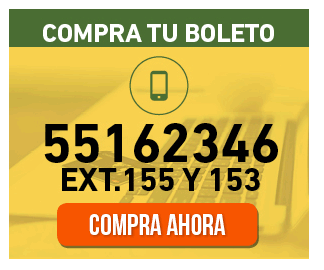 COMPRA TU BOLETO
55162346
EXT.155 Y 153
COMPRA AHORA